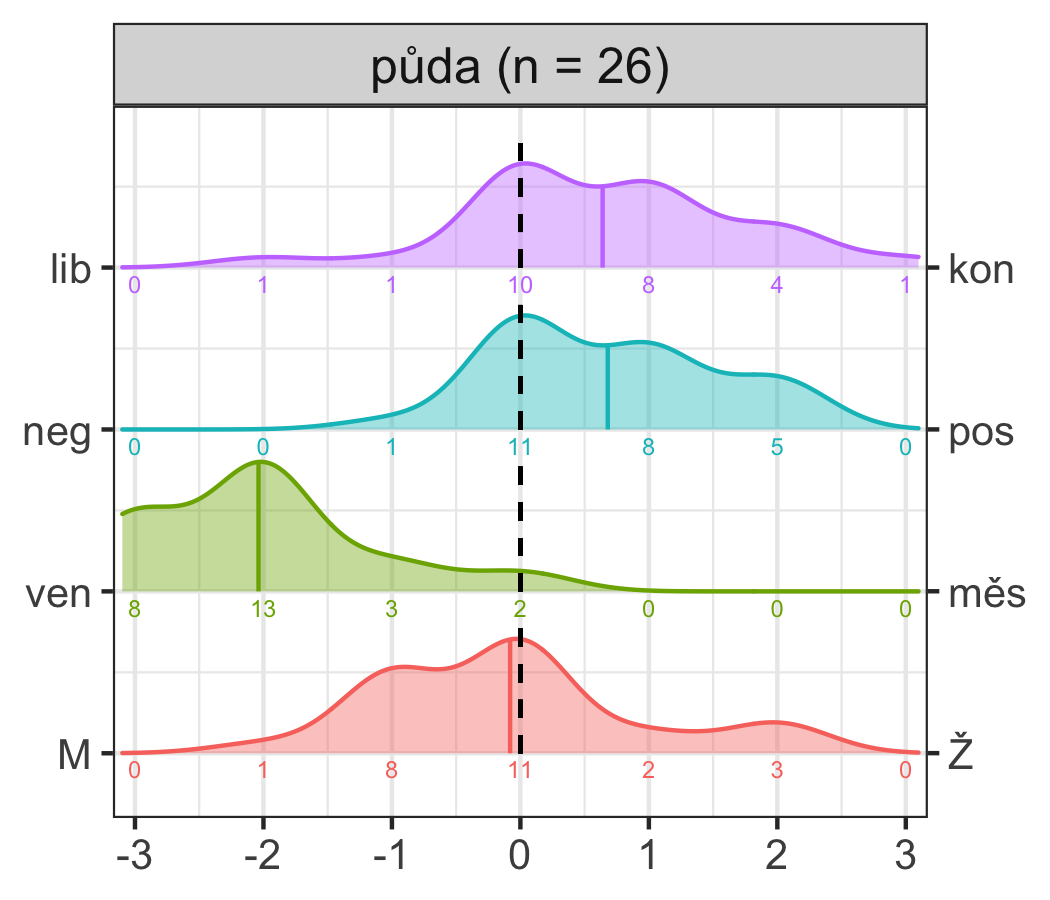 půda (n = 26)
lib kon
0 1 1 10 8 4 1
neg pos
0 0 1 11 8 5 0
ven měs
8 13 3 2 0 0 0
M Ž
0 1 8 11 2 3 0
-3 -2 -1 0 1 2 3